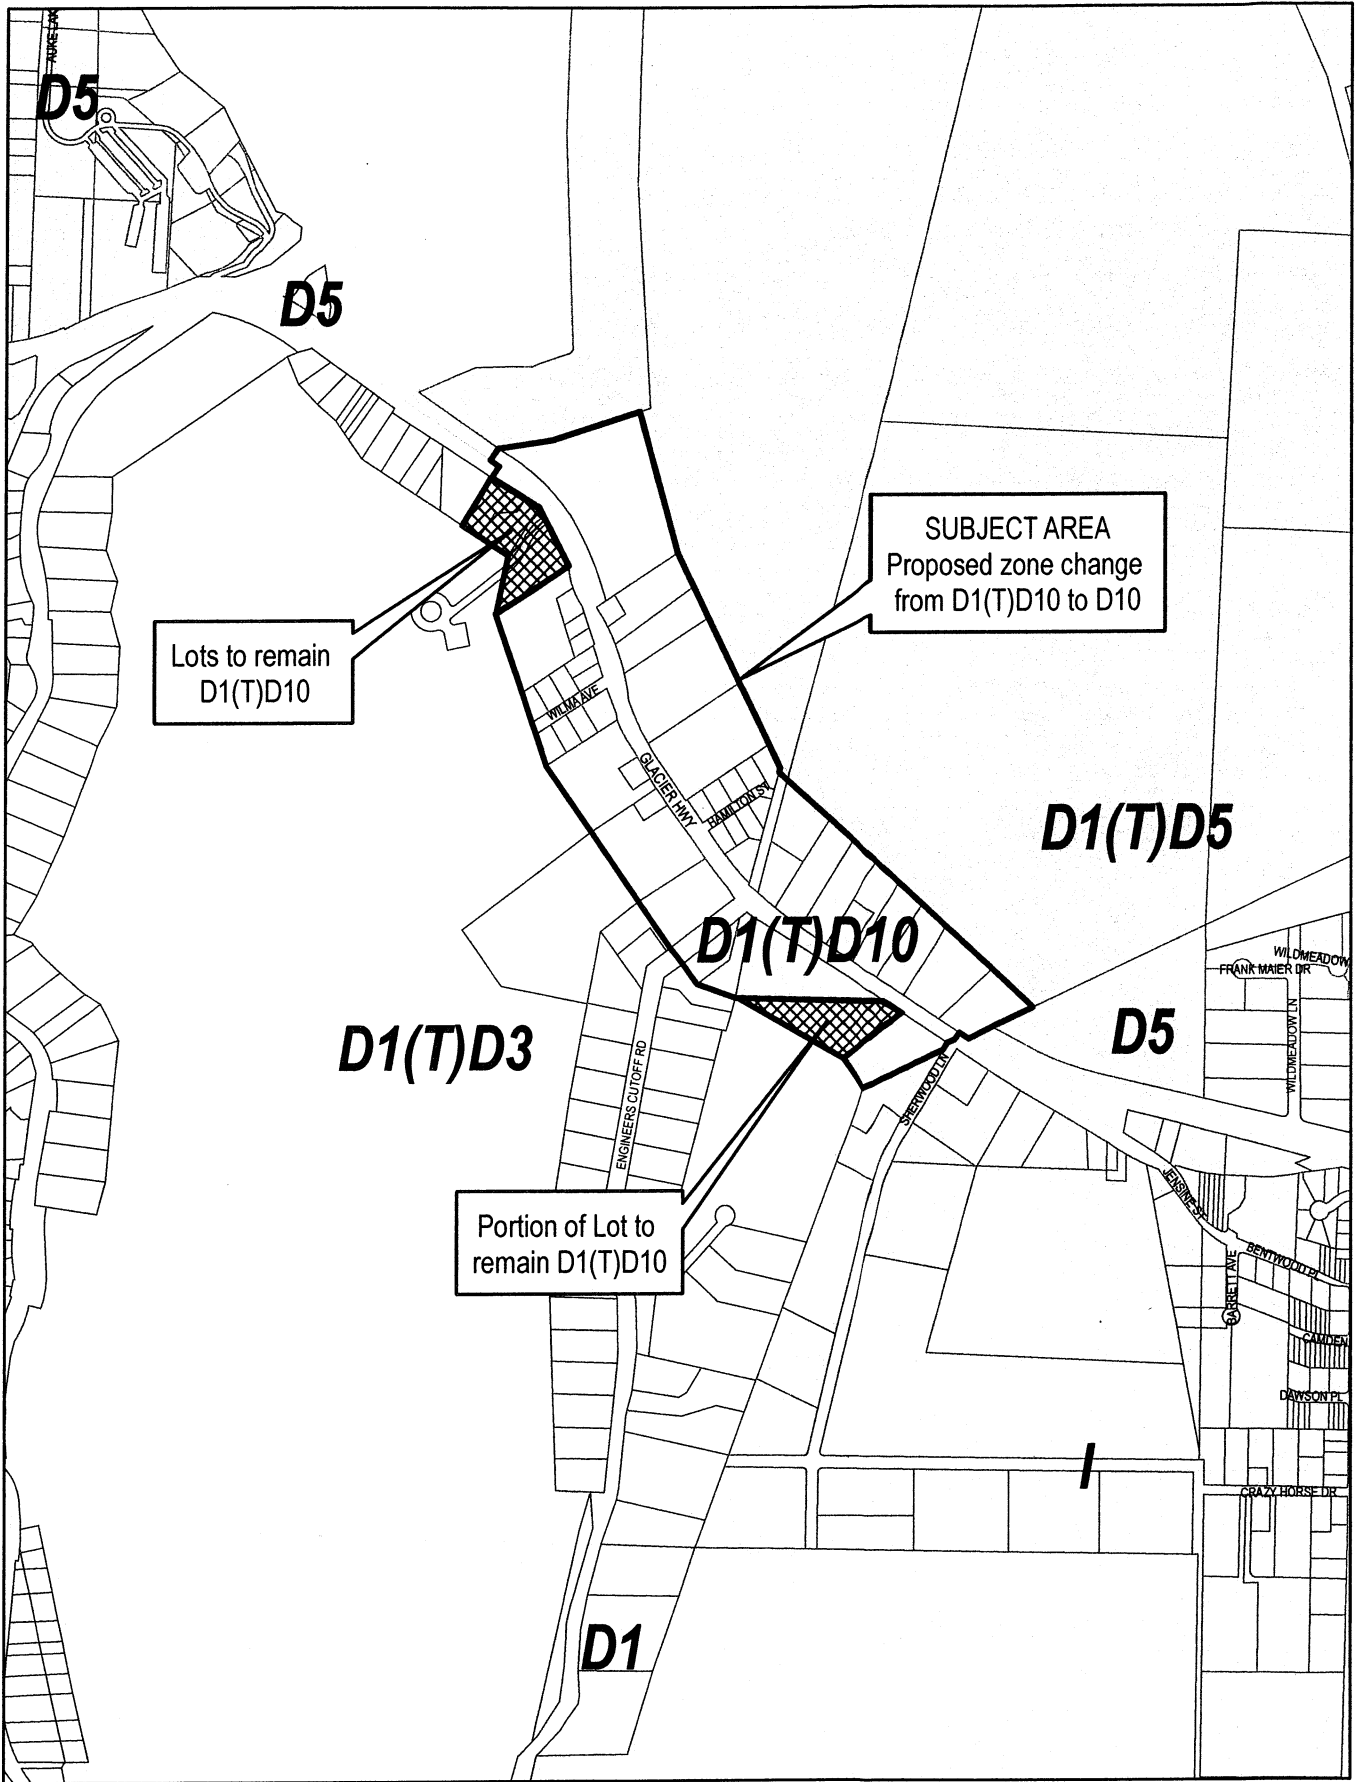 AUKE LAK
D5
D5
SUBJECT AREA
Proposed zone change
from D1(T)D10 to D10
Lots to remain
D1(T)D10
WILMA AVE
GLACIER HWY
HAMILTON ST
D1(T)D5
D1(T)D10
WILDMEADOW
FRANK MAIER DR
WILDMEADOW LN
D5
D1(T)D3
ENGINEERS CUTOFF RD
SHERWOOD LN
JENSINE ST
Portion of Lot to
remain D1(T)D10
BENTWOOD PL
BARRETT AVE
CAMDEN
DAWSON PL
I
CRAZY HORSE DR
D1